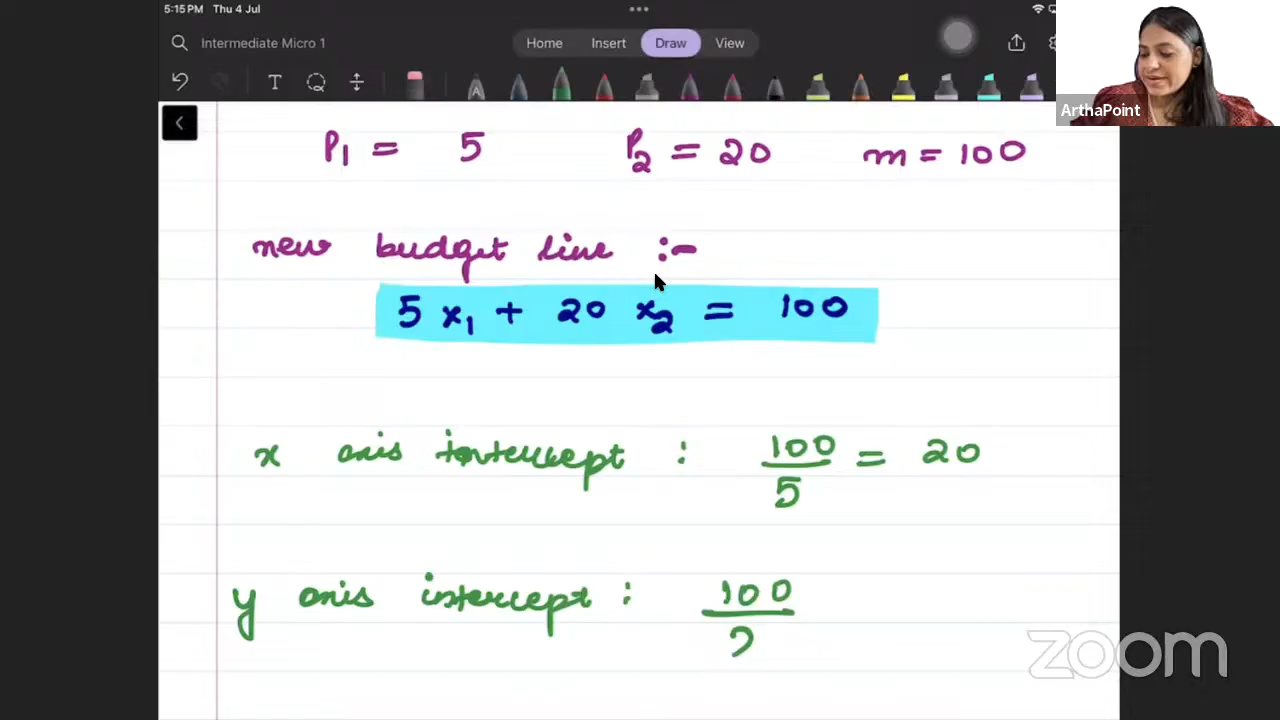 5:15 PM Thu 4 Jul
Intermediate Micro 1 Home Insert Draw View
T A
ArthaPoint
P1 = 5 P2 = 20 m = 100
new budget line :-
5 x1 + 20 x2 = 100
x axis intercept : 100/5 = 20
y axis intercept : 100/2
zoom